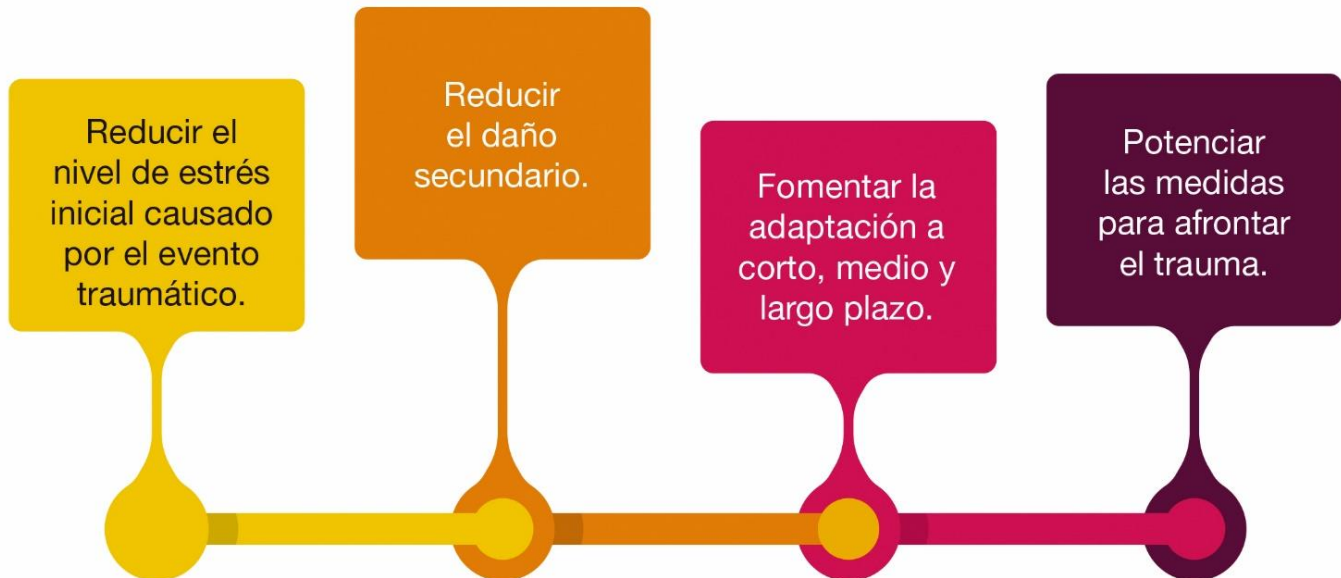 Reducir el
nivel de estrés
inicial causado
por el evento
traumático.
Reducir
el daño
secundario.
Fomentar la
adaptación a
corto, medio y
largo plazo.
Potenciar
las medidas
para afrontar
el trauma.